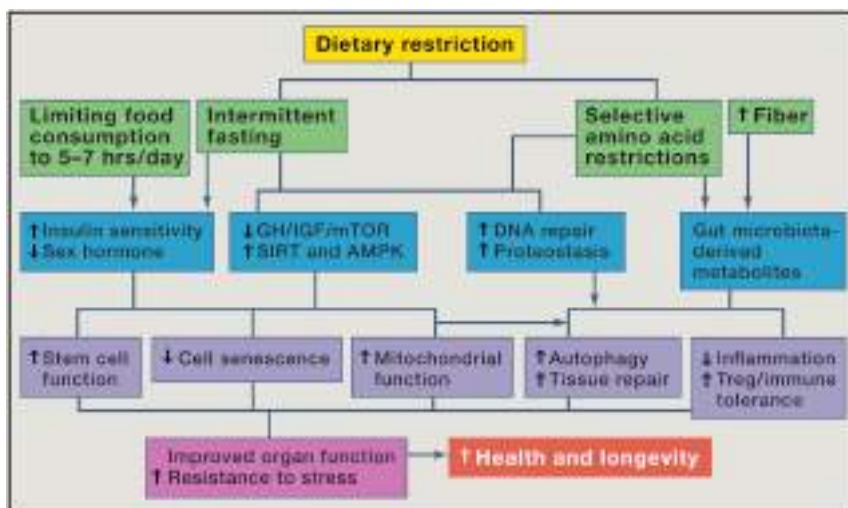 Dietary restriction
Limiting food
consumption
to 5–7 hrs/day
Intermittent
fasting
Selective
amino acid
restrictions
↑ Fiber
↑ Insulin sensitivity
↓ Sex hormone
↓ GH/IGF/mTOR
↑ SIRT and AMPK
↑ DNA repair
↑ Proteostasis
Gut microbiota-
derived
metabolites
↑ Stem cell
function
↓ Cell senescence
↑ Mitochondrial
function
↑ Autophagy
↑ Tissue repair
↓ Inflammation
↑ Treg/immune
tolerance
Improved organ function
↑ Resistance to stress
↑ Health and longevity